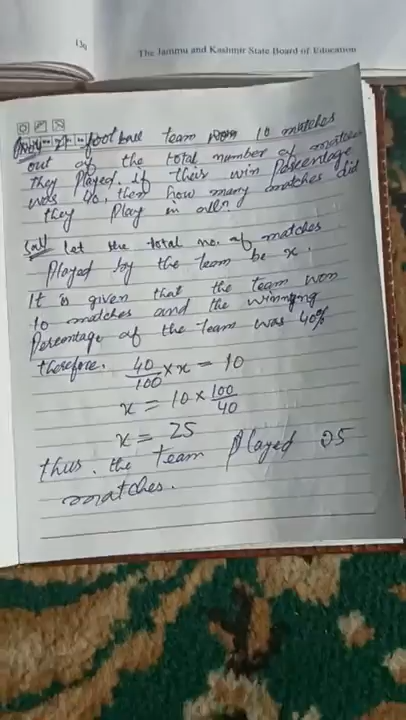 139
The Jammu and Kashmir State Board of Education
football team won 10 matches
out of the total number of matches
they Played. If their win Percentage
was 40, then how many matches did
they Play in all?
Sol/ let the total no. of matches
Played by the team be x.
It is given that the team won
10 matches and the winning
Percentage of the team was 40%
therefore, 40/100 × x = 10
x = 10 × 100/40
x = 25
thus, the team Played 25
matches.